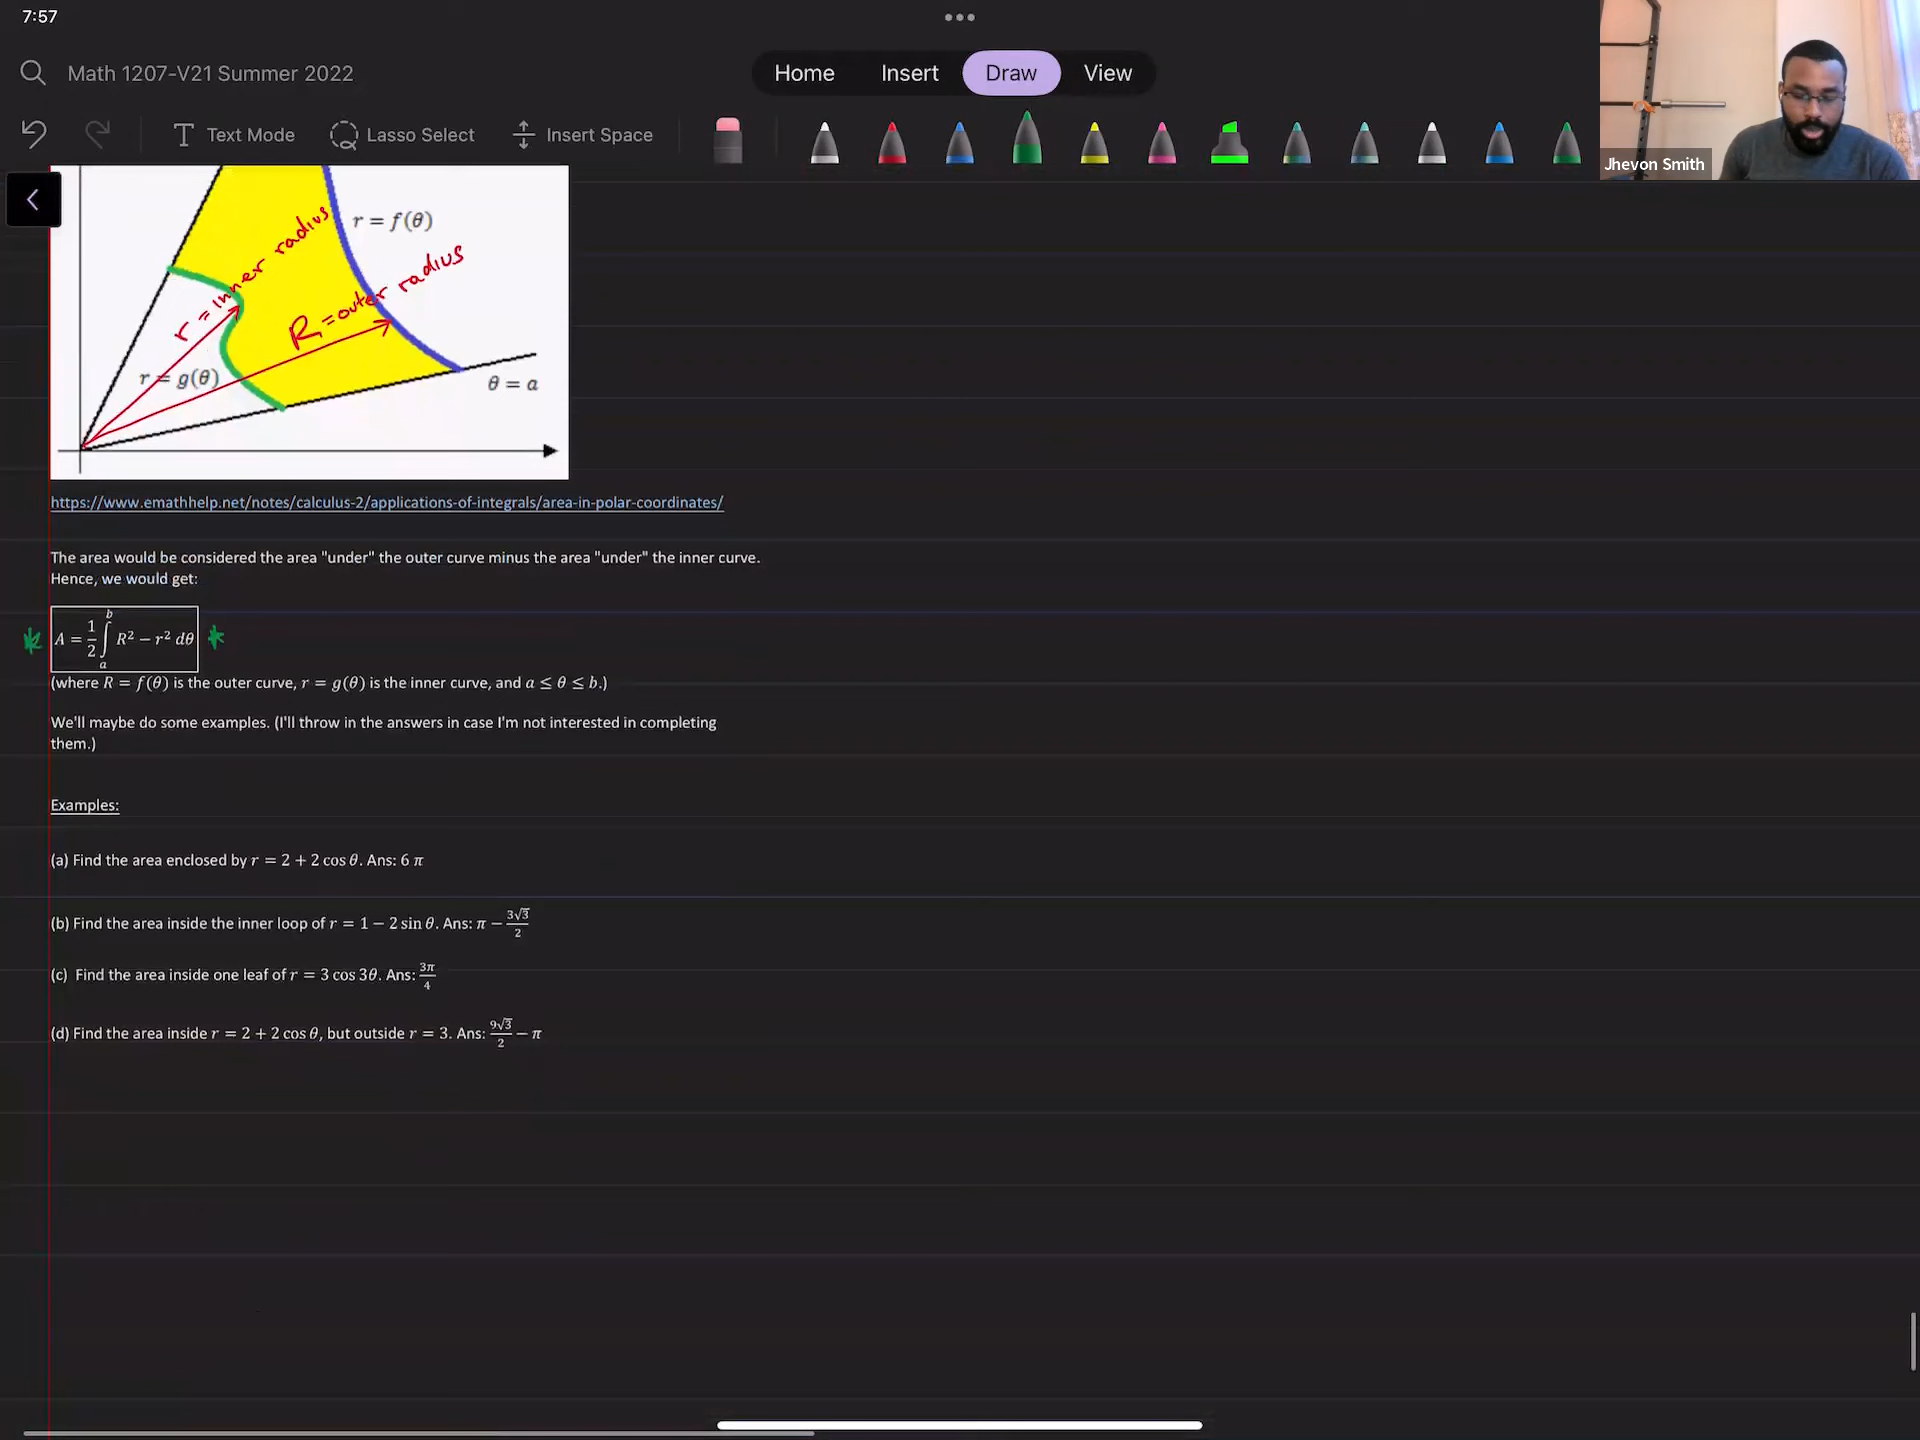 7:57
Math 1207-V21 Summer 2022
Home Insert Draw View
Text Mode Lasso Select Insert Space
Jhevon Smith
r = f(θ)
r = inner radius
R = outer radius
r = g(θ)
θ = a
https://www.emathhelp.net/notes/calculus-2/applications-of-integrals/area-in-polar-coordinates/
The area would be considered the area "under" the outer curve minus the area "under" the inner curve.
Hence, we would get:
A = 1/2 ∫_a^b R² − r² dθ
(where R = f(θ) is the outer curve, r = g(θ) is the inner curve, and a ≤ θ ≤ b.)
We'll maybe do some examples. (I'll throw in the answers in case I'm not interested in completing
them.)
Examples:
(a) Find the area enclosed by r = 2 + 2 cos θ. Ans: 6 π
(b) Find the area inside the inner loop of r = 1 − 2 sin θ. Ans: π − 3√3/2
(c) Find the area inside one leaf of r = 3 cos 3θ. Ans: 3π/4
(d) Find the area inside r = 2 + 2 cos θ, but outside r = 3. Ans: 9√3/2 − π